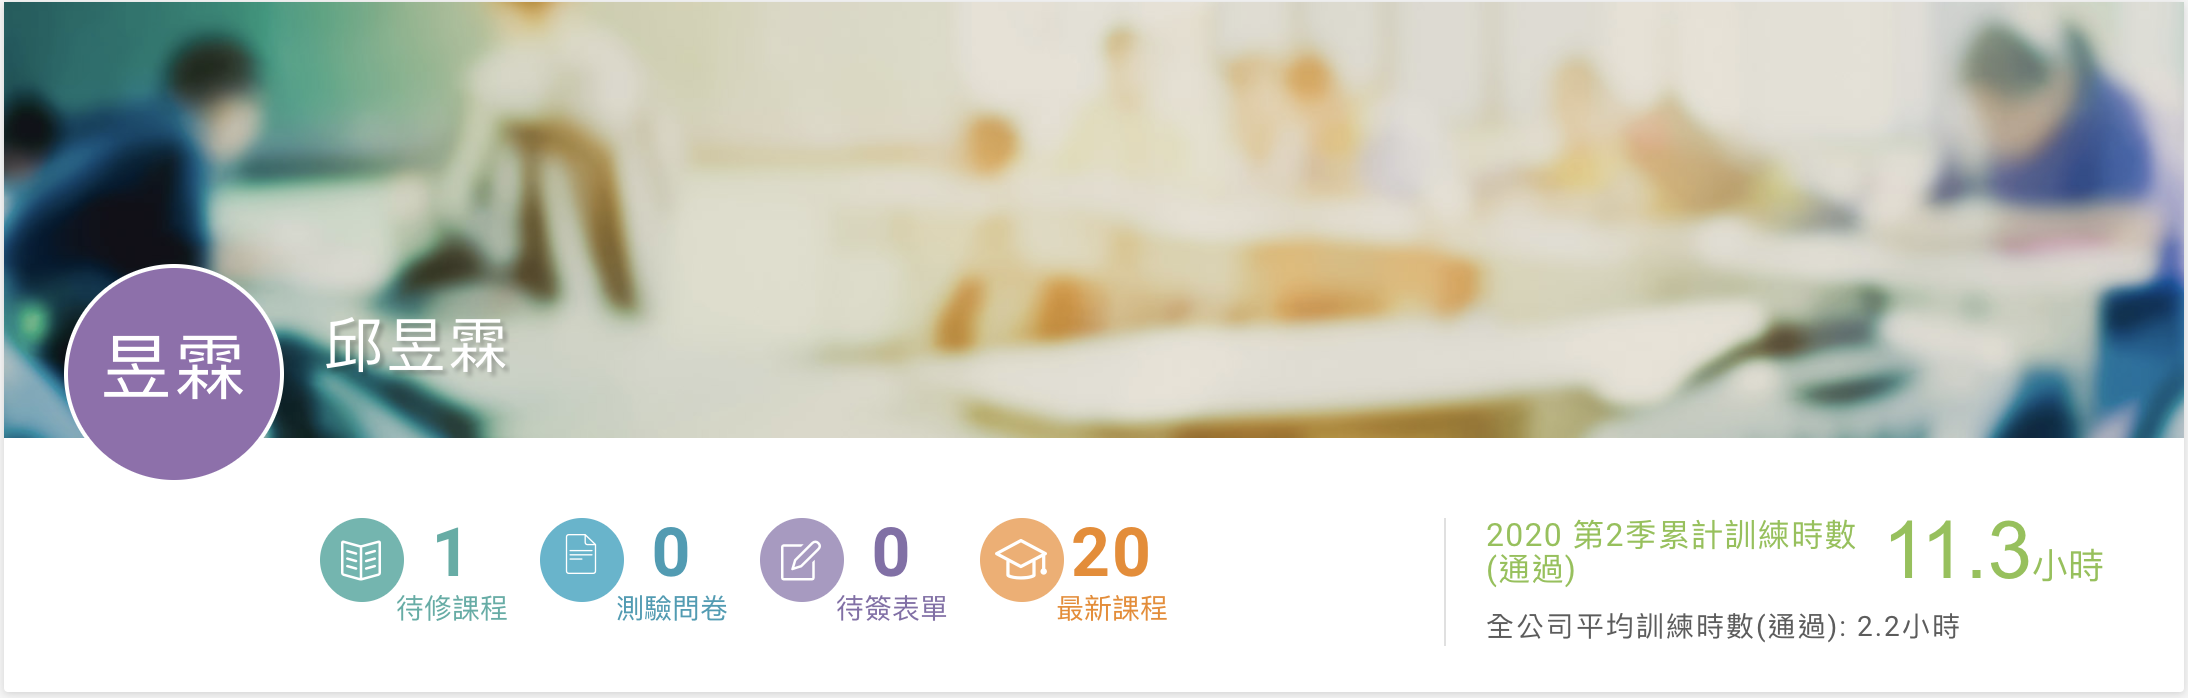 昱霖
邱昱霖
1
待修課程
0
測驗問卷
0
待簽表單
20
最新課程
2020 第2季累計訓練時數
(通過)
11.3小時
全公司平均訓練時數(通過): 2.2小時